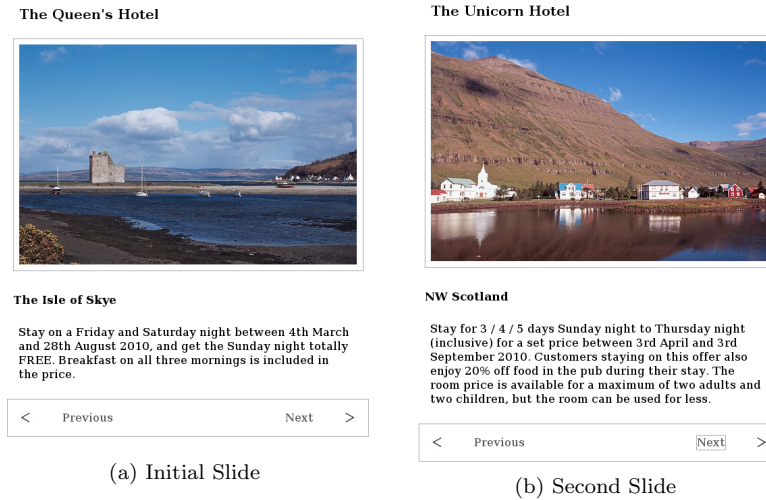 The Queen's Hotel
The Isle of Skye
Stay on a Friday and Saturday night between 4th March
and 28th August 2010, and get the Sunday night totally
FREE. Breakfast on all three mornings is included in
the price.
< Previous Next >
(a) Initial Slide
The Unicorn Hotel
NW Scotland
Stay for 3 / 4 / 5 days Sunday night to Thursday night
(inclusive) for a set price between 3rd April and 3rd
September 2010. Customers staying on this offer also
enjoy 20% off food in the pub during their stay. The
room price is available for a maximum of two adults and
two children, but the room can be used for less.
< Previous Next >
(b) Second Slide